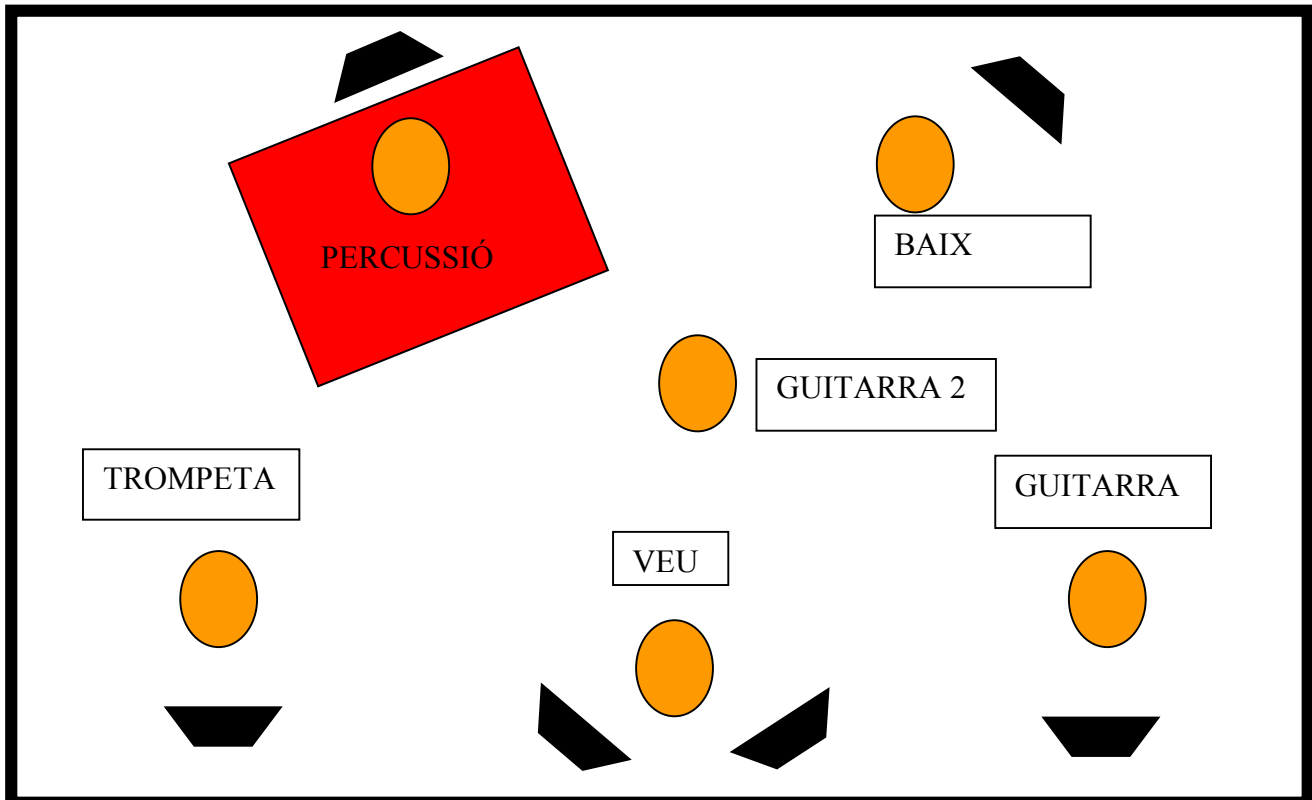 PERCUSSIÓ
BAIX
GUITARRA 2
TROMPETA
GUITARRA
VEU